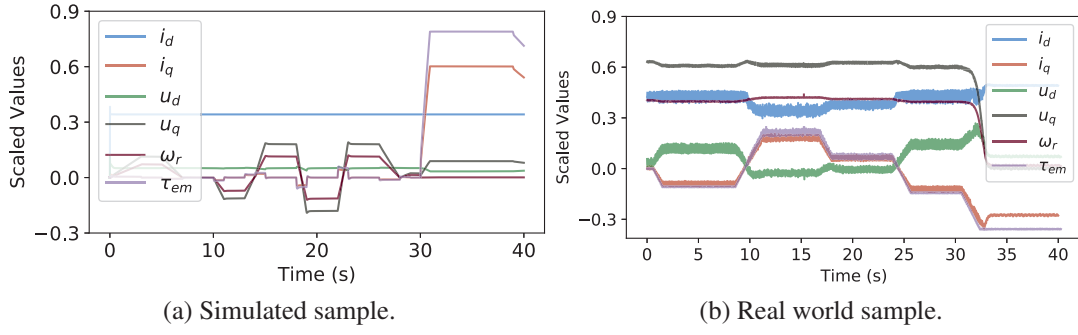 0.9
0.6
0.3
0.0
−0.3
Scaled Values
i_d
i_q
u_d
u_q
ω_r
τ_em
0 10 20 30 40
Time (s)
(a) Simulated sample.
0.9
0.6
0.3
0.0
−0.3
Scaled Values
i_d
i_q
u_d
u_q
ω_r
τ_em
0 5 10 15 20 25 30 35 40
Time (s)
(b) Real world sample.